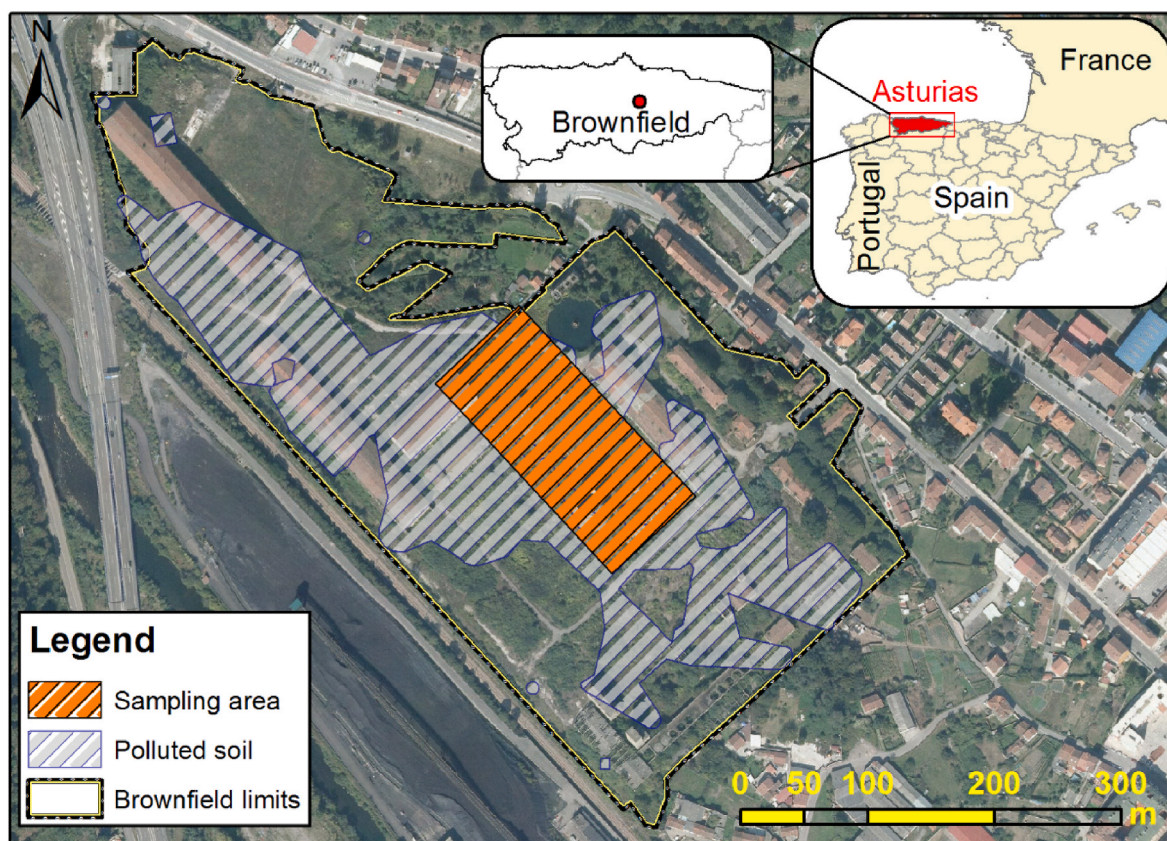 N
France
Asturias
Brownfield
Spain
Portugal
Legend
Sampling area
Polluted soil
Brownfield limits
0 50 100 200 300
m